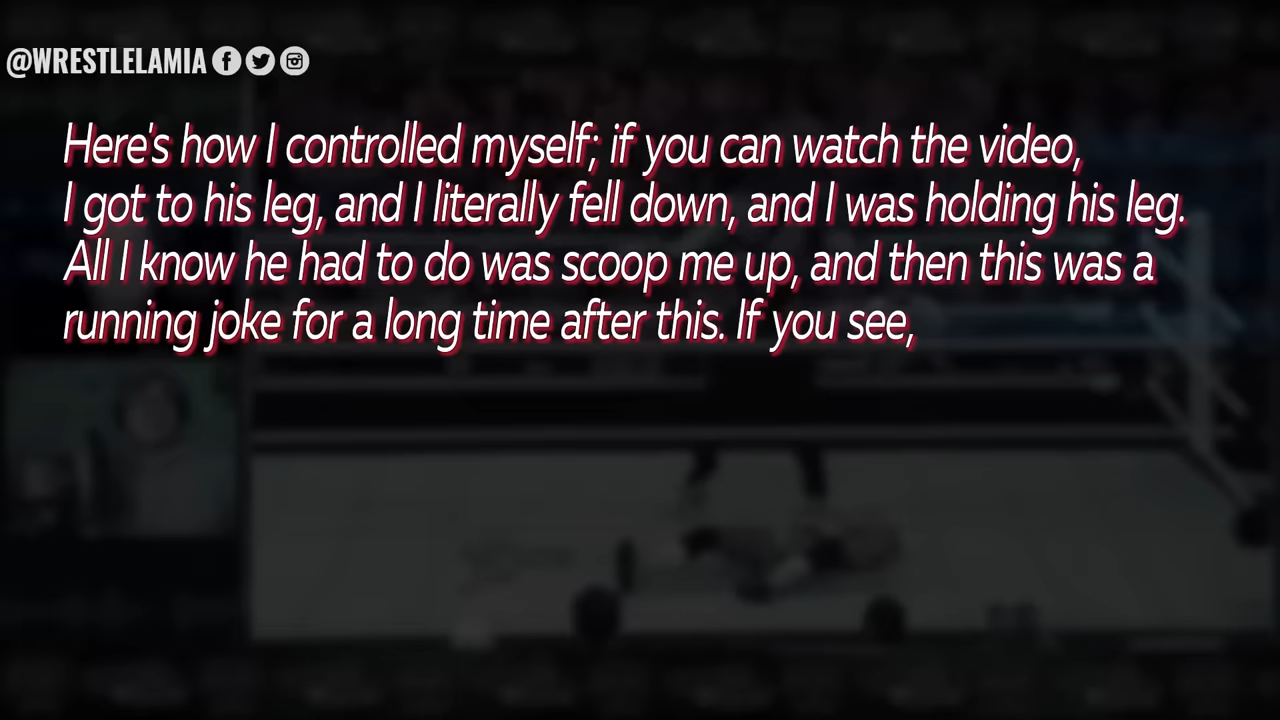 @WRESTLELAMIA
Here's how I controlled myself; if you can watch the video,
I got to his leg, and I literally fell down, and I was holding his leg.
All I know he had to do was scoop me up, and then this was a
running joke for a long time after this. If you see,